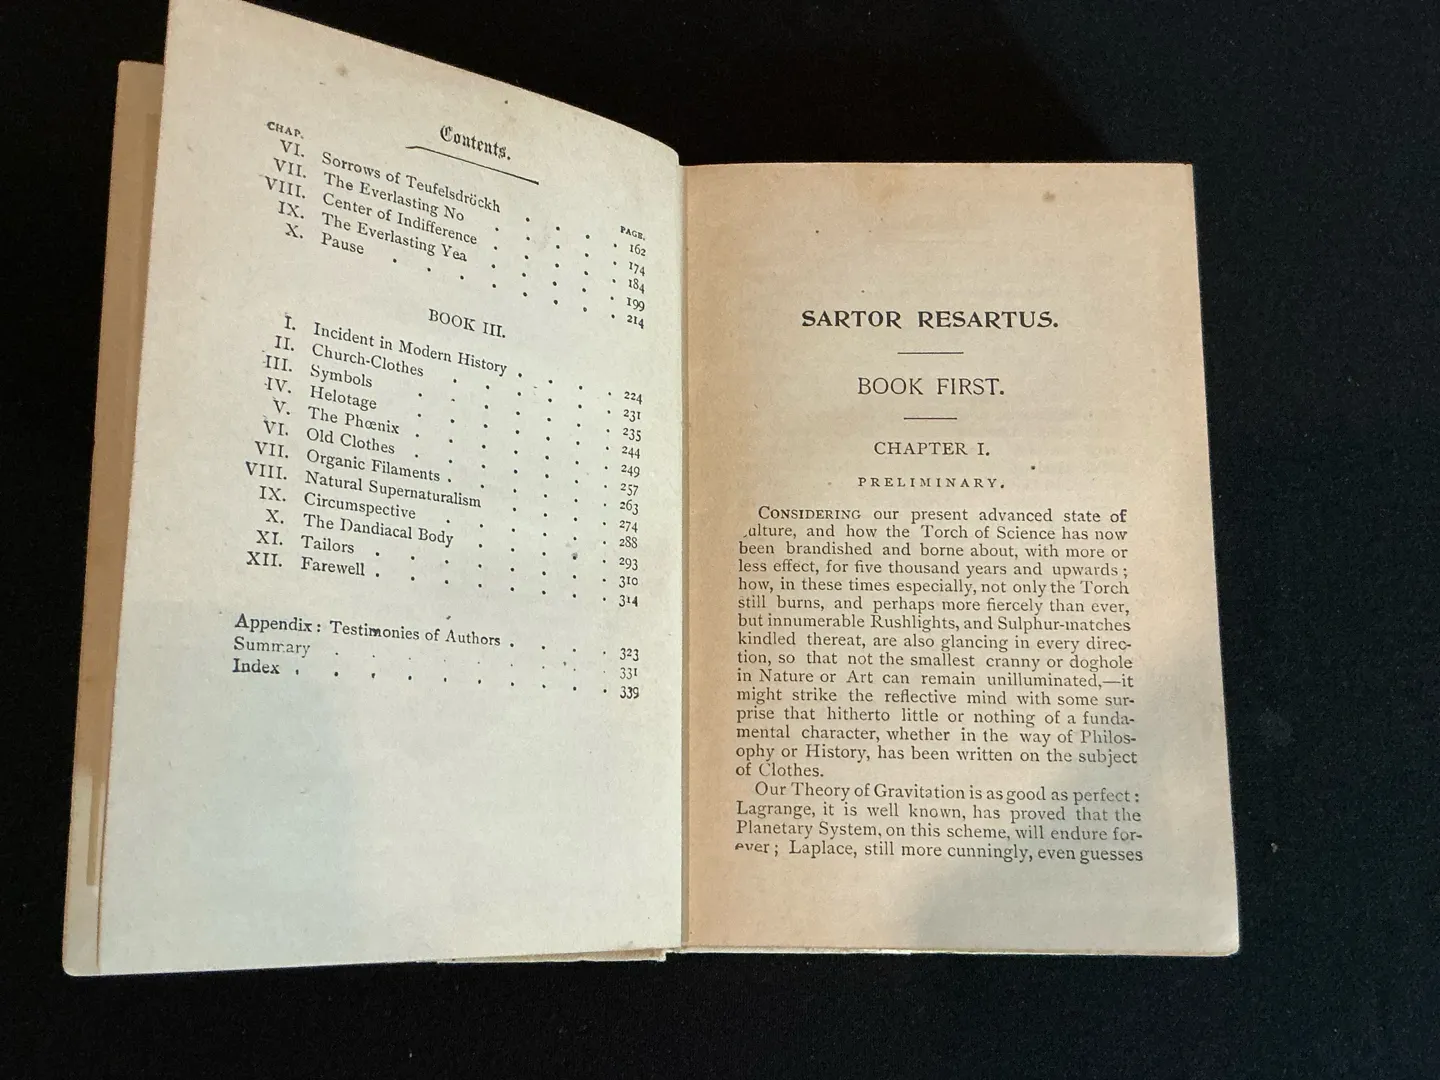 Contents.
CHAP. PAGE.
VI. Sorrows of Teufelsdröckh . . . . 162
VII. The Everlasting No . . . . . 174
VIII. Center of Indifference . . . . . 184
IX. The Everlasting Yea . . . . . 199
X. Pause . . . . . . . . 214
BOOK III.
I. Incident in Modern History . . . . 224
II. Church-Clothes . . . . . . 231
III. Symbols . . . . . . . 235
IV. Helotage . . . . . . . 244
V. The Phœnix . . . . . . . 249
VI. Old Clothes . . . . . . . 257
VII. Organic Filaments . . . . . . 263
VIII. Natural Supernaturalism . . . . . 274
IX. Circumspective . . . . . . 288
X. The Dandiacal Body . . . . . 293
XI. Tailors . . . . . . . . 310
XII. Farewell . . . . . . . . 314
Appendix: Testimonies of Authors . . . . 323
Summary . . . . . . . . 331
Index . . . . . . . . . 339
SARTOR RESARTUS.
BOOK FIRST.
CHAPTER I.
PRELIMINARY.
CONSIDERING our present advanced state of
culture, and how the Torch of Science has now
been brandished and borne about, with more or
less effect, for five thousand years and upwards;
how, in these times especially, not only the Torch
still burns, and perhaps more fiercely than ever,
but innumerable Rushlights, and Sulphur-matches
kindled thereat, are also glancing in every direc-
tion, so that not the smallest cranny or doghole
in Nature or Art can remain unilluminated,—it
might strike the reflective mind with some sur-
prise that hitherto little or nothing of a funda-
mental character, whether in the way of Philos-
ophy or History, has been written on the subject
of Clothes.
Our Theory of Gravitation is as good as perfect:
Lagrange, it is well known, has proved that the
Planetary System, on this scheme, will endure for-
ever; Laplace, still more cunningly, even guesses